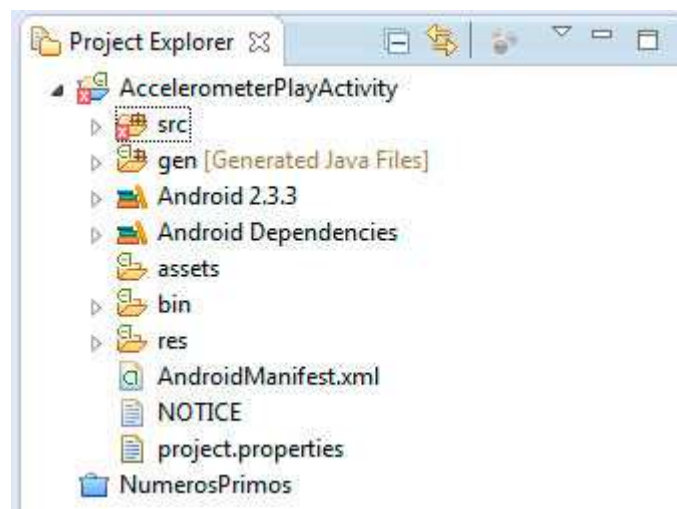 Project Explorer
AccelerometerPlayActivity
src
gen [Generated Java Files]
Android 2.3.3
Android Dependencies
assets
bin
res
AndroidManifest.xml
NOTICE
project.properties
NumerosPrimos